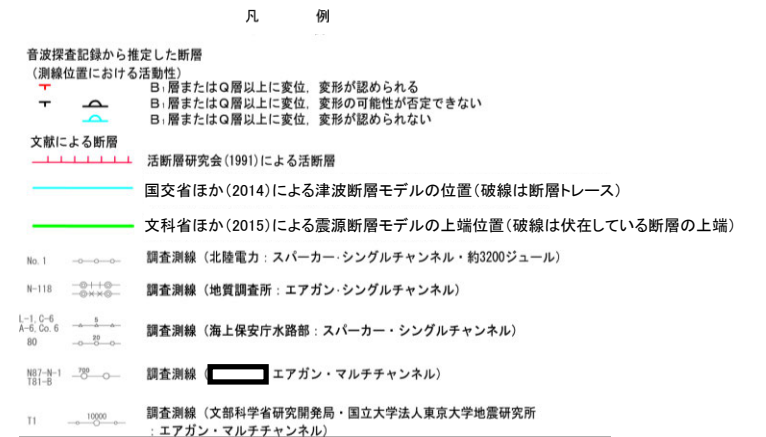 凡 例
音波探査記録から推定した断層
(測線位置における活動性)
B₁層またはQ層以上に変位，変形が認められる
B₁層またはQ層以上に変位，変形の可能性が否定できない
B₁層またはQ層以上に変位，変形が認められない
文献による断層
活断層研究会(1991)による活断層
国交省ほか(2014)による津波断層モデルの位置(破線は断層トレース)
文科省ほか(2015)による震源断層モデルの上端位置(破線は伏在している断層の上端)
No. 1 調査測線(北陸電力：スパーカー・シングルチャンネル・約3200ジュール)
N-118 調査測線(地質調査所：エアガン・シングルチャンネル)
L-1, C-6 5
A-6, Co. 6 調査測線(海上保安庁水路部：スパーカー・シングルチャンネル)
80 20
N87-N-1 700 調査測線( エアガン・マルチチャンネル)
T81-B
T1 10000 調査測線(文部科学省研究開発局・国立大学法人東京大学地震研究所
：エアガン・マルチチャンネル)